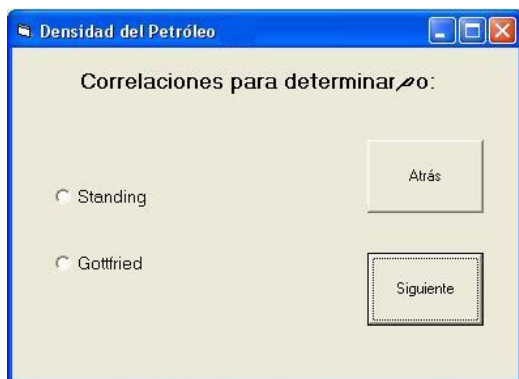 Densidad del Petróleo
Correlaciones para determinar ρo:
Standing
Atrás
Gottfried
Siguiente